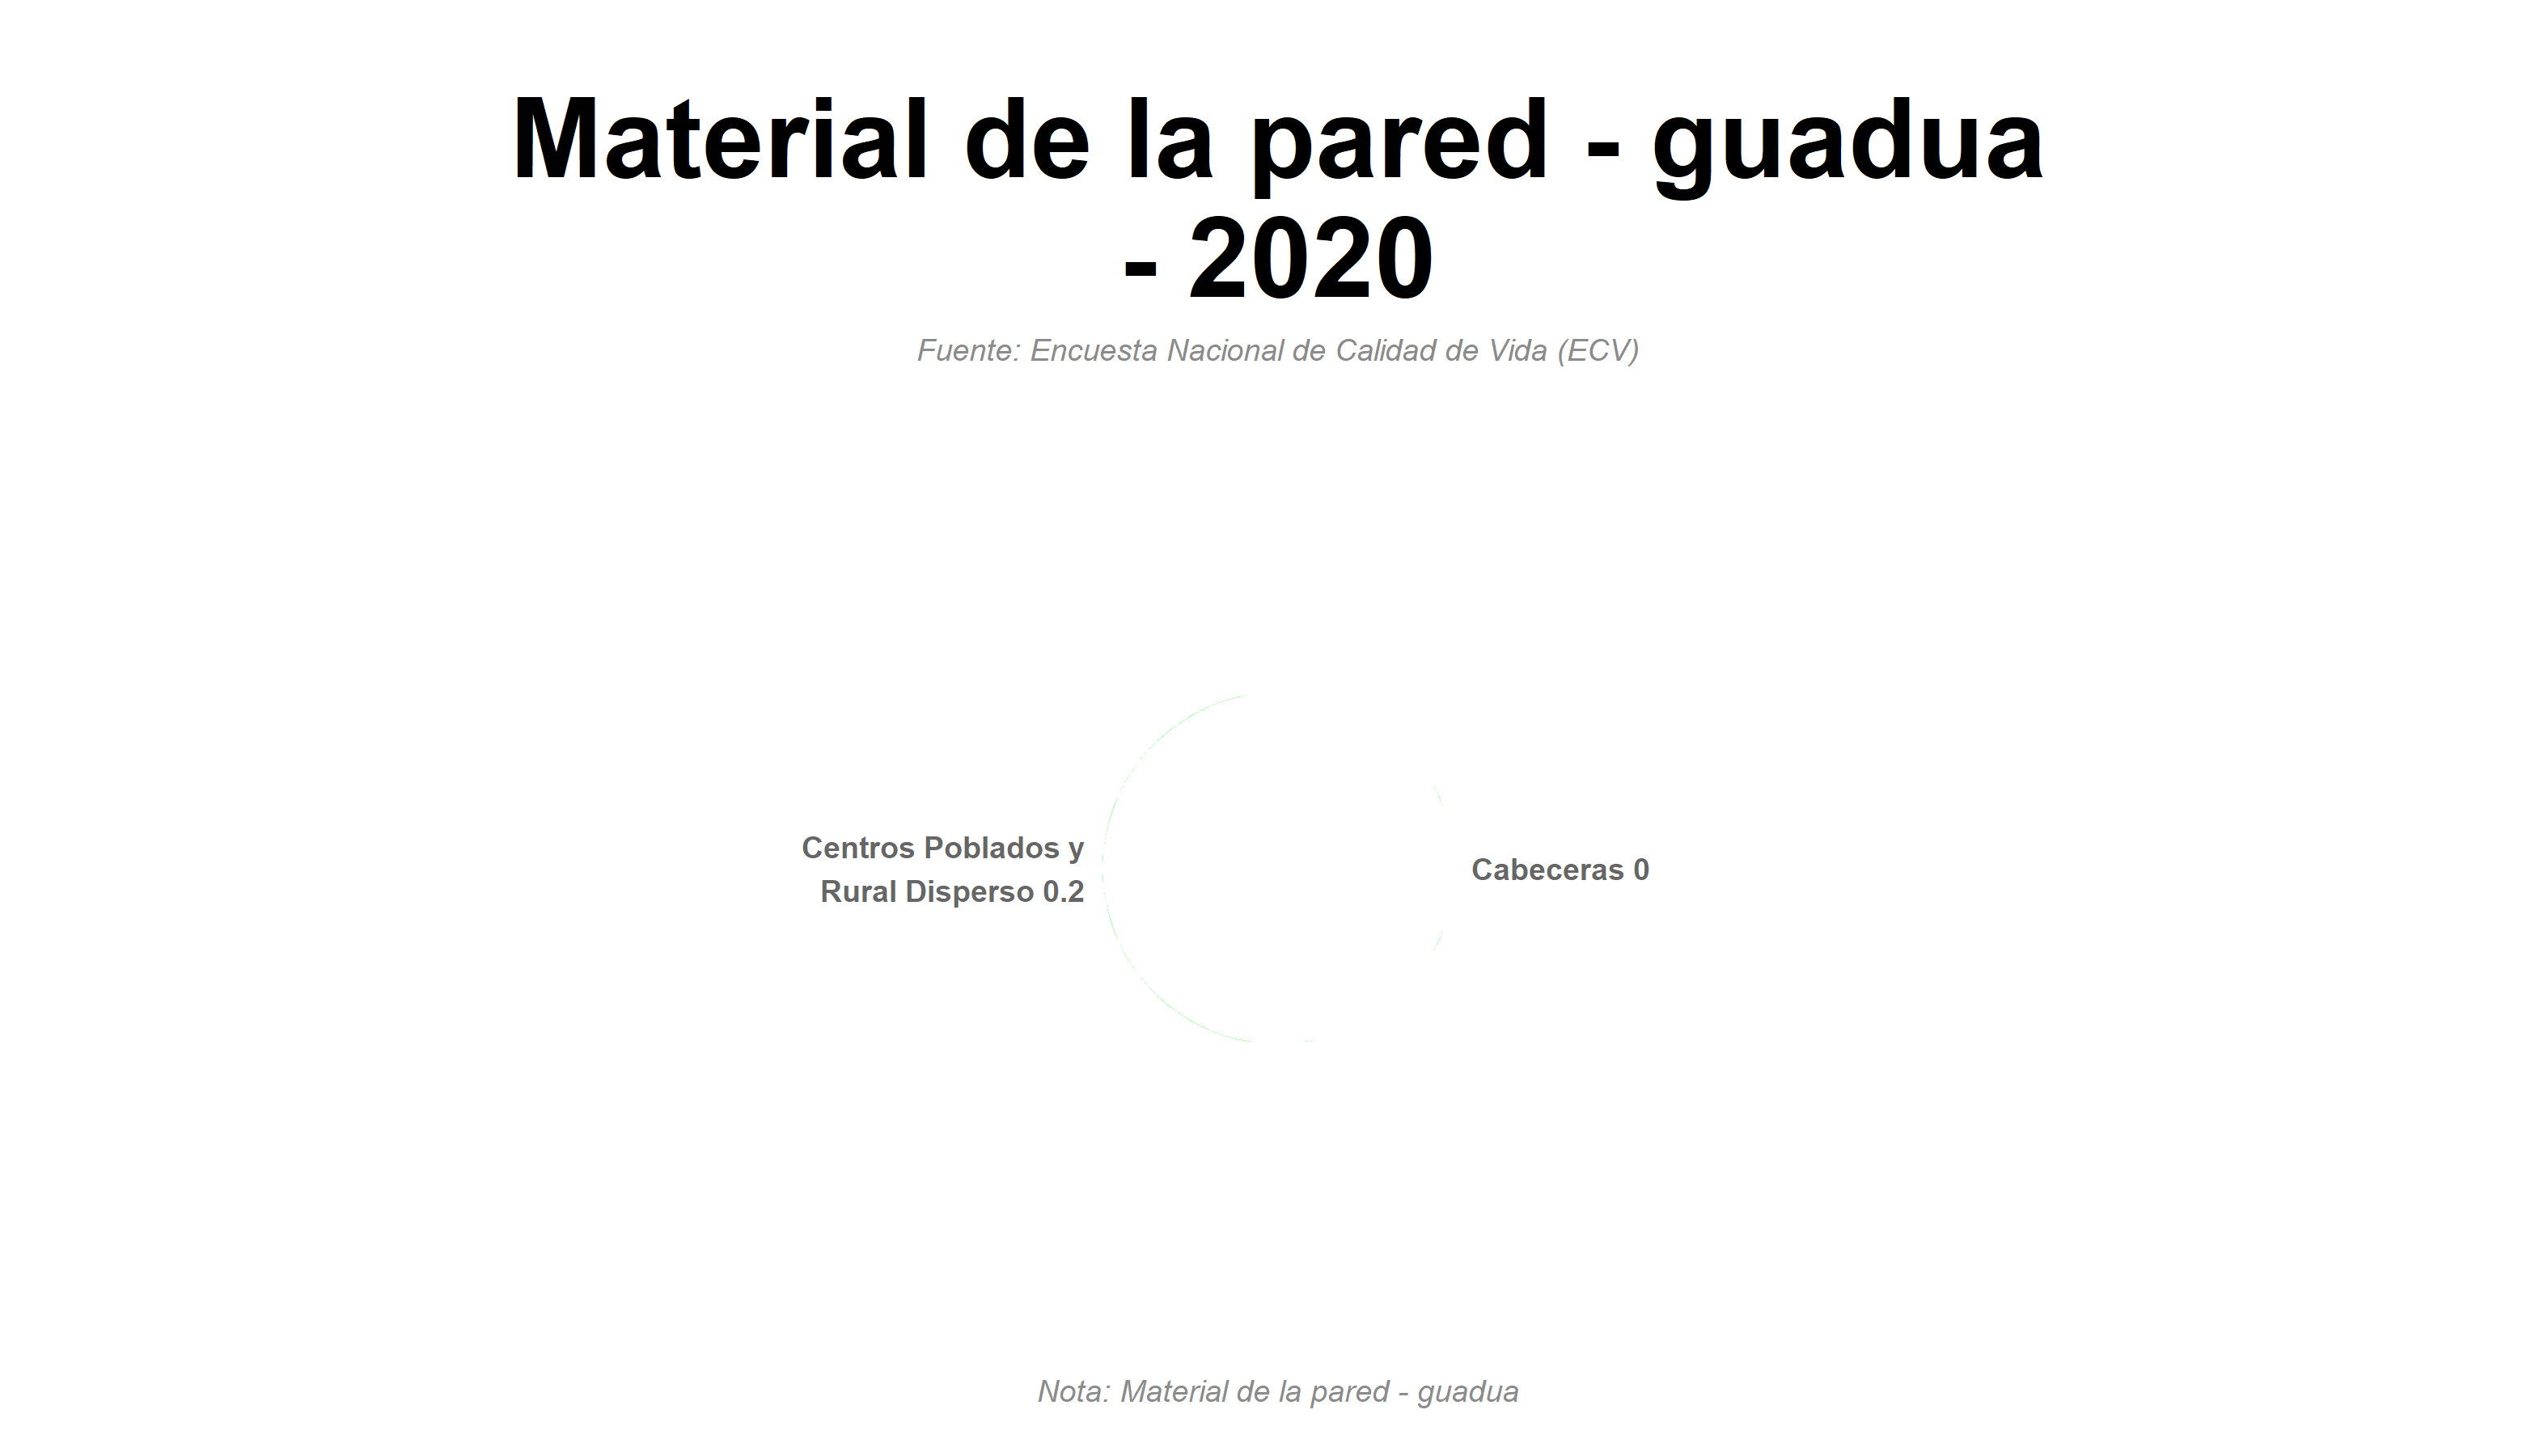 Material de la pared - guadua
- 2020
Fuente: Encuesta Nacional de Calidad de Vida (ECV)
Centros Poblados y
Rural Disperso 0.2
Cabeceras 0
Nota: Material de la pared - guadua